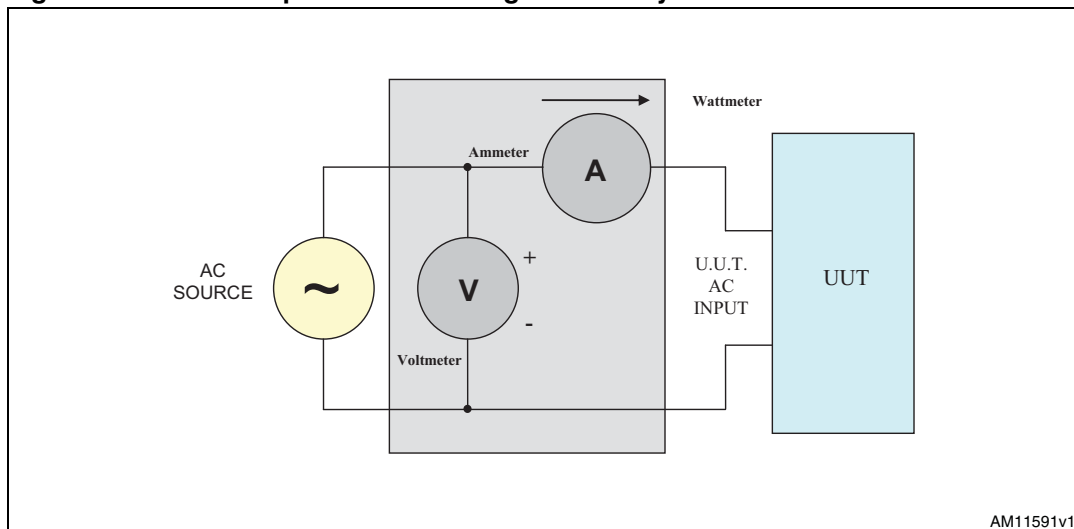 Wattmeter
Ammeter
A
AC
SOURCE
~
V
+
-
U.U.T.
AC
INPUT
UUT
Voltmeter
AM11591v1